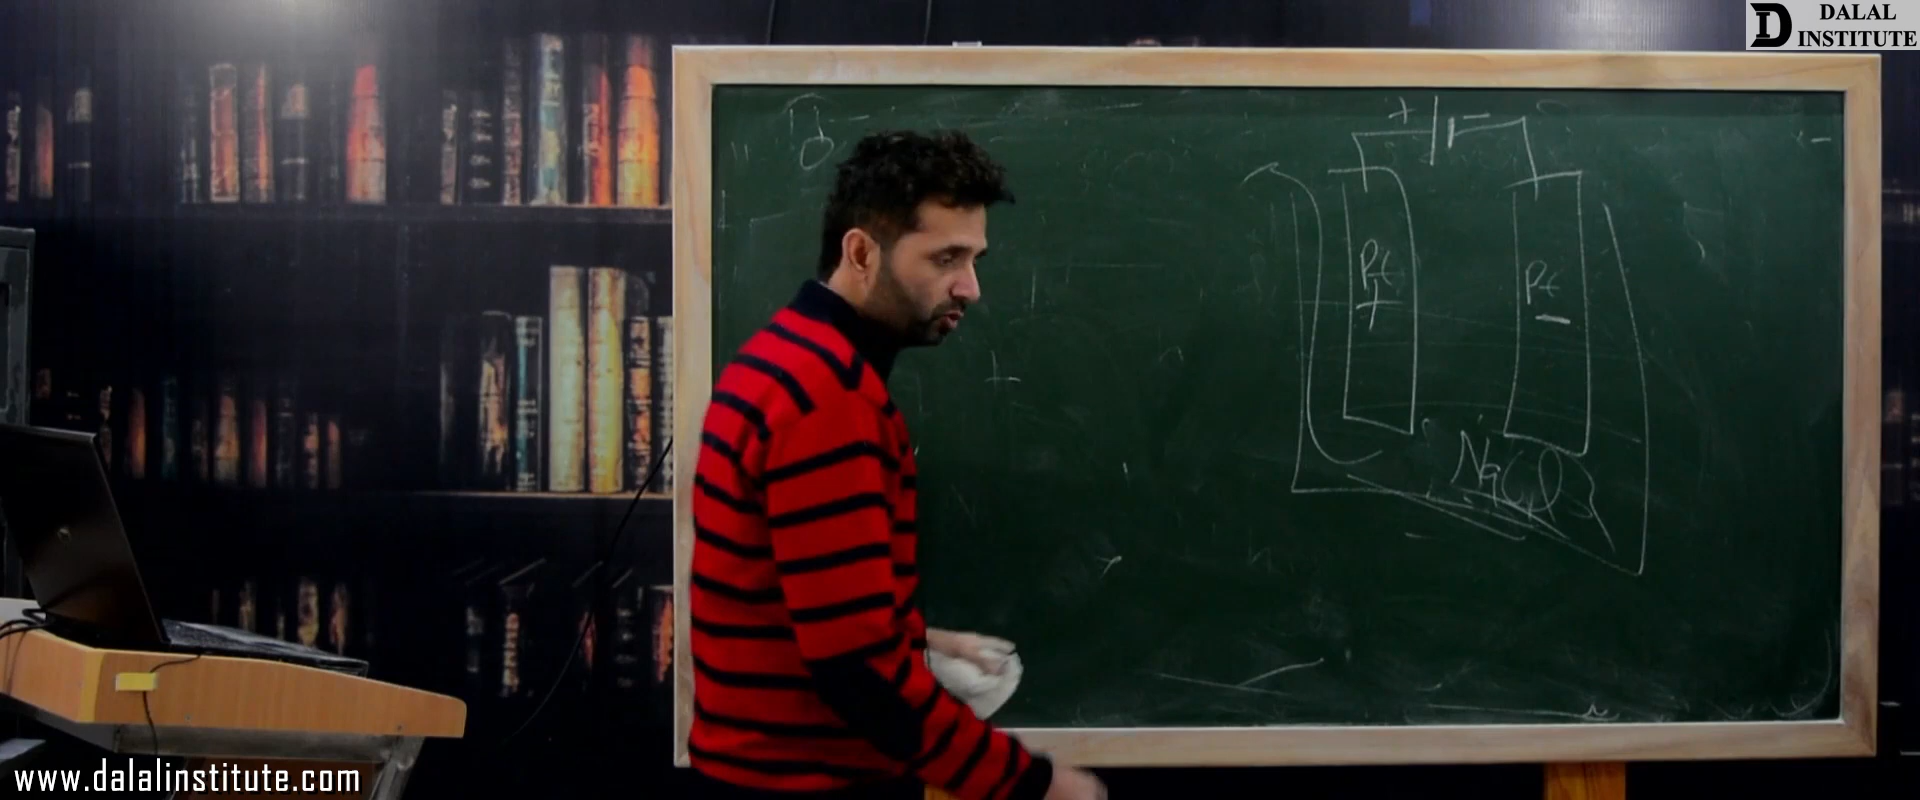 DALAL
INSTITUTE
+ -
Pt
+
Pt
-
NaCl
www.dalalinstitute.com